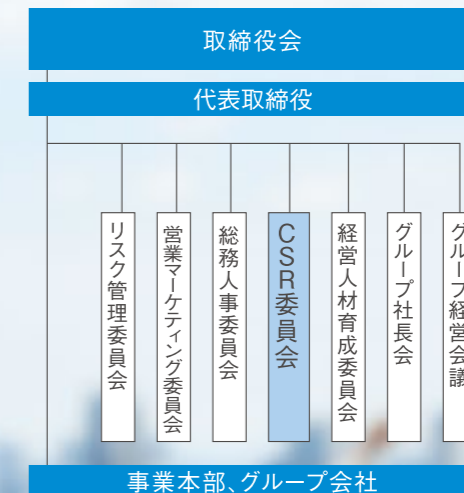 取締役会
代表取締役
リスク管理委員会
営業マーケティング委員会
総務人事委員会
CSR委員会
経営人材育成委員会
グループ社長会
グループ経営会議
事業本部、グループ会社